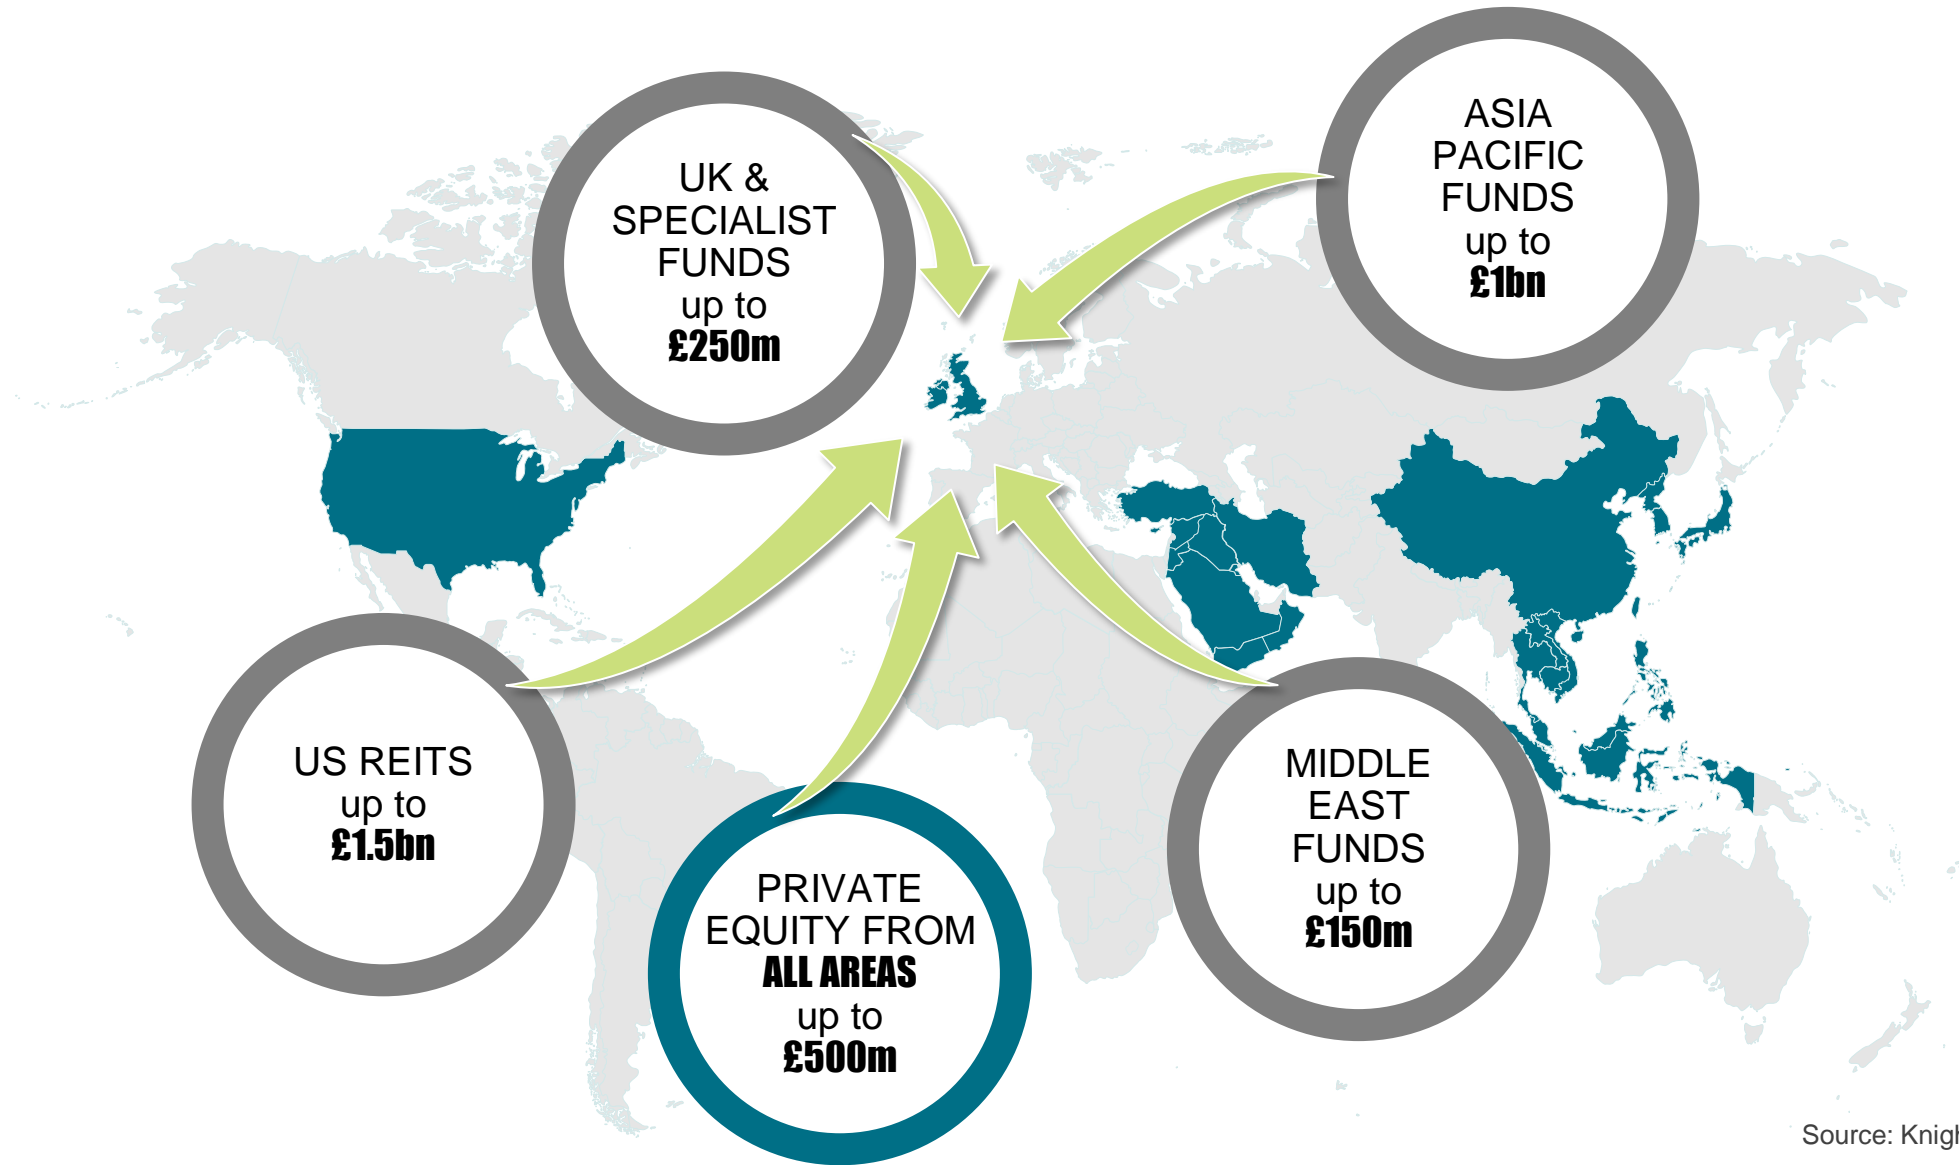 UK &
SPECIALIST
FUNDS
up to
£250m
ASIA
PACIFIC
FUNDS
up to
£1bn
US REITS
up to
£1.5bn
PRIVATE
EQUITY FROM
ALL AREAS
up to
£500m
MIDDLE
EAST
FUNDS
up to
£150m
Source: